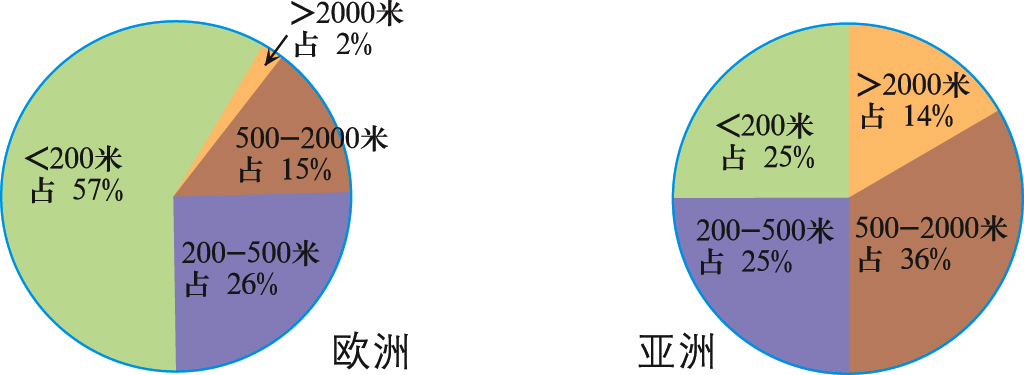 ＞2000米
占 2%
500－2000米
占 15%
＜200米
占 57%
200－500米
占 26%
欧洲
＞2000米
占 14%
＜200米
占 25%
200－500米
占 25%
500－2000米
占 36%
亚洲